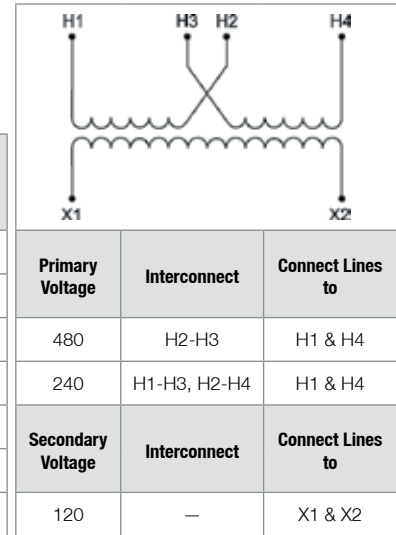 H1 H3 H2 H4
X1 X2
Primary Voltage Interconnect Connect Lines to
480 H2-H3 H1 & H4
240 H1-H3, H2-H4 H1 & H4
Secondary Voltage Interconnect Connect Lines to
120 — X1 & X2